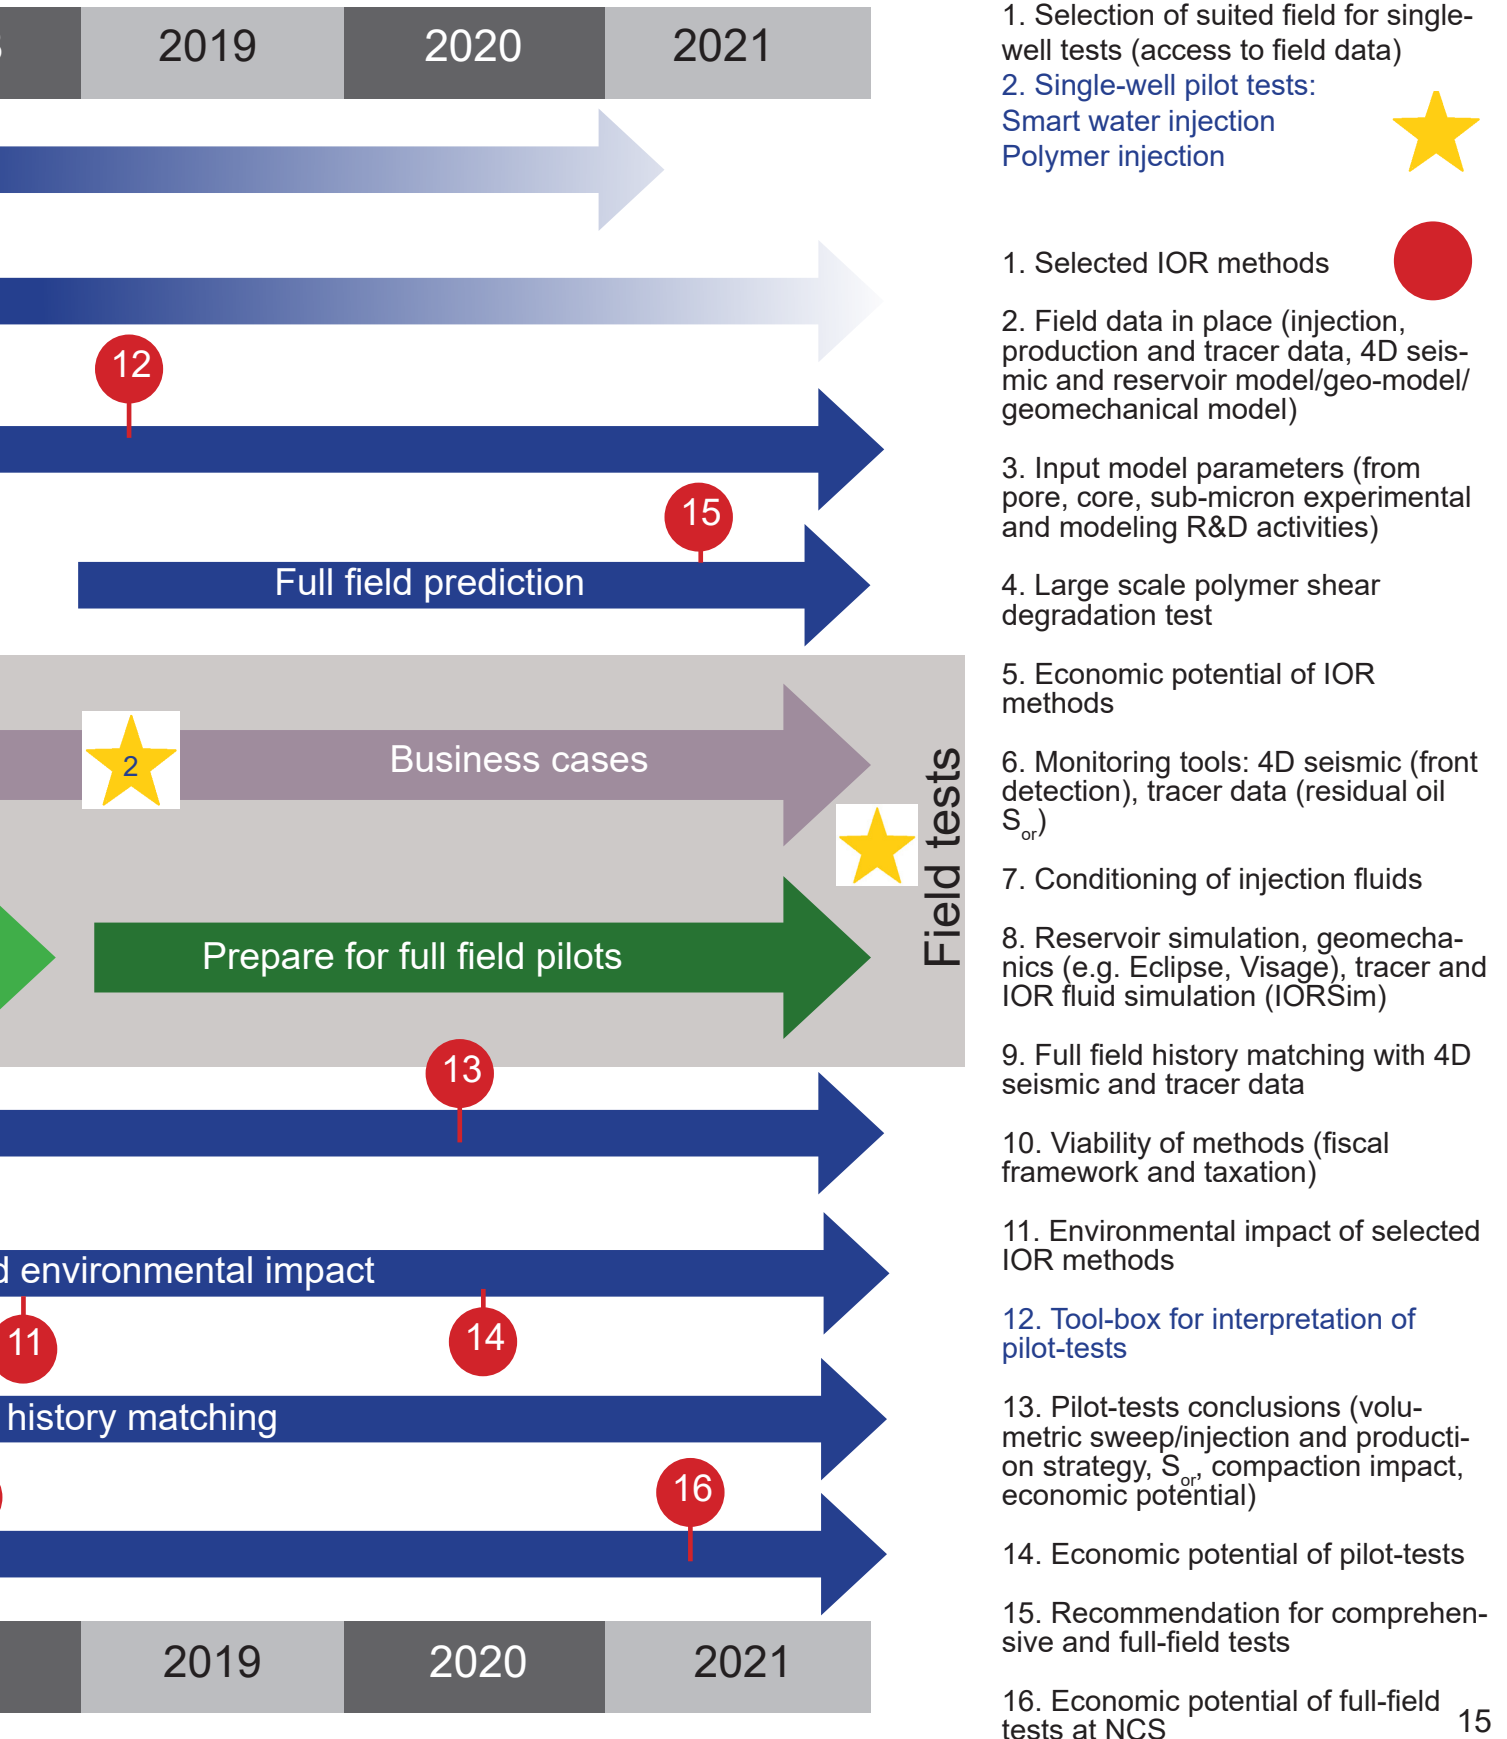 2019 2020 2021
12
15
Full field prediction
2
Business cases
Field tests
Prepare for full field pilots
13
environmental impact
11
14
history matching
16
2019 2020 2021
1. Selection of suited field for single-
well tests (access to field data)
2. Single-well pilot tests:
Smart water injection
Polymer injection
1. Selected IOR methods
2. Field data in place (injection,
production and tracer data, 4D seis-
mic and reservoir model/geo-model/
geomechanical model)
3. Input model parameters (from
pore, core, sub-micron experimental
and modeling R&D activities)
4. Large scale polymer shear
degradation test
5. Economic potential of IOR
methods
6. Monitoring tools: 4D seismic (front
detection), tracer data (residual oil
Sor)
7. Conditioning of injection fluids
8. Reservoir simulation, geomecha-
nics (e.g. Eclipse, Visage), tracer and
IOR fluid simulation (IORSim)
9. Full field history matching with 4D
seismic and tracer data
10. Viability of methods (fiscal
framework and taxation)
11. Environmental impact of selected
IOR methods
12. Tool-box for interpretation of
pilot-tests
13. Pilot-tests conclusions (volu-
metric sweep/injection and producti-
on strategy, Sor, compaction impact,
economic potential)
14. Economic potential of pilot-tests
15. Recommendation for comprehen-
sive and full-field tests
16. Economic potential of full-field
tests at NCS
15